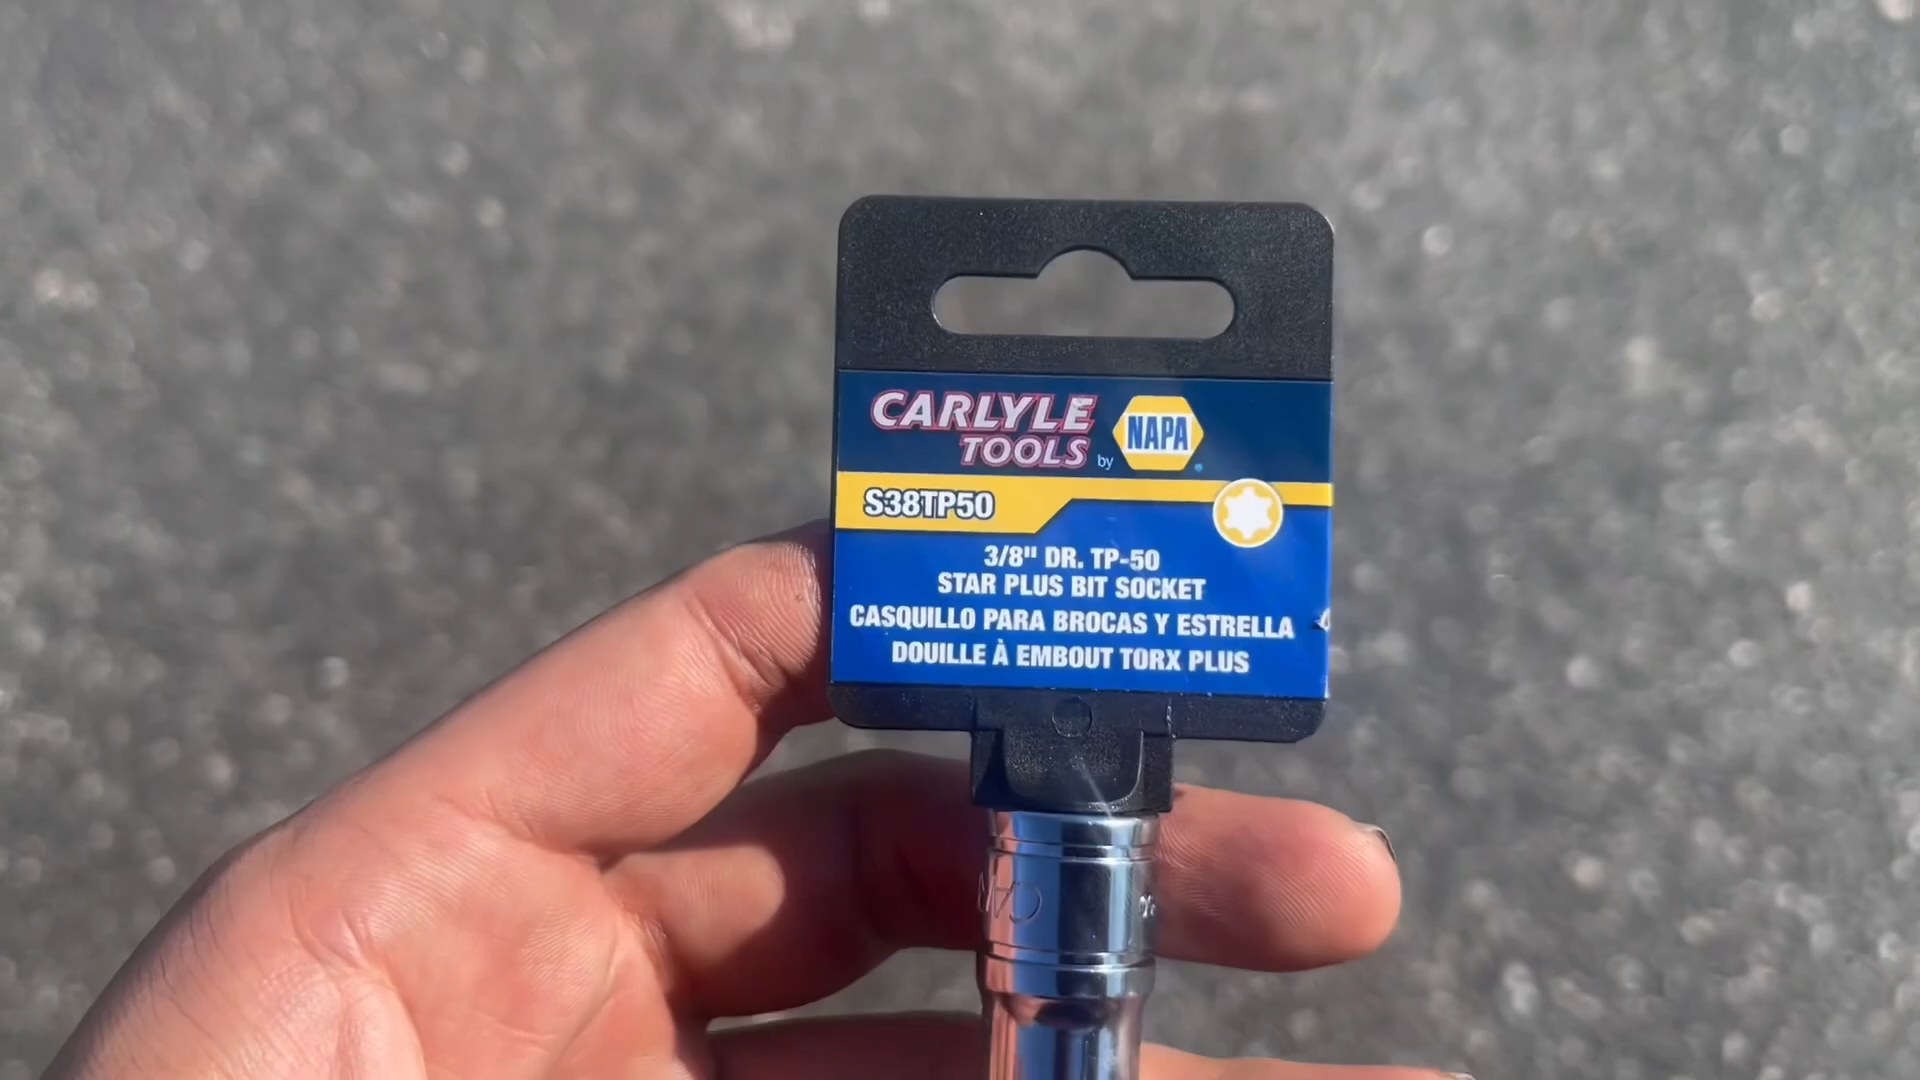 CARLYLE
TOOLS by NAPA
S38TP50
3/8" DR. TP-50
STAR PLUS BIT SOCKET
CASQUILLO PARA BROCAS Y ESTRELLA
DOUILLE À EMBOUT TORX PLUS